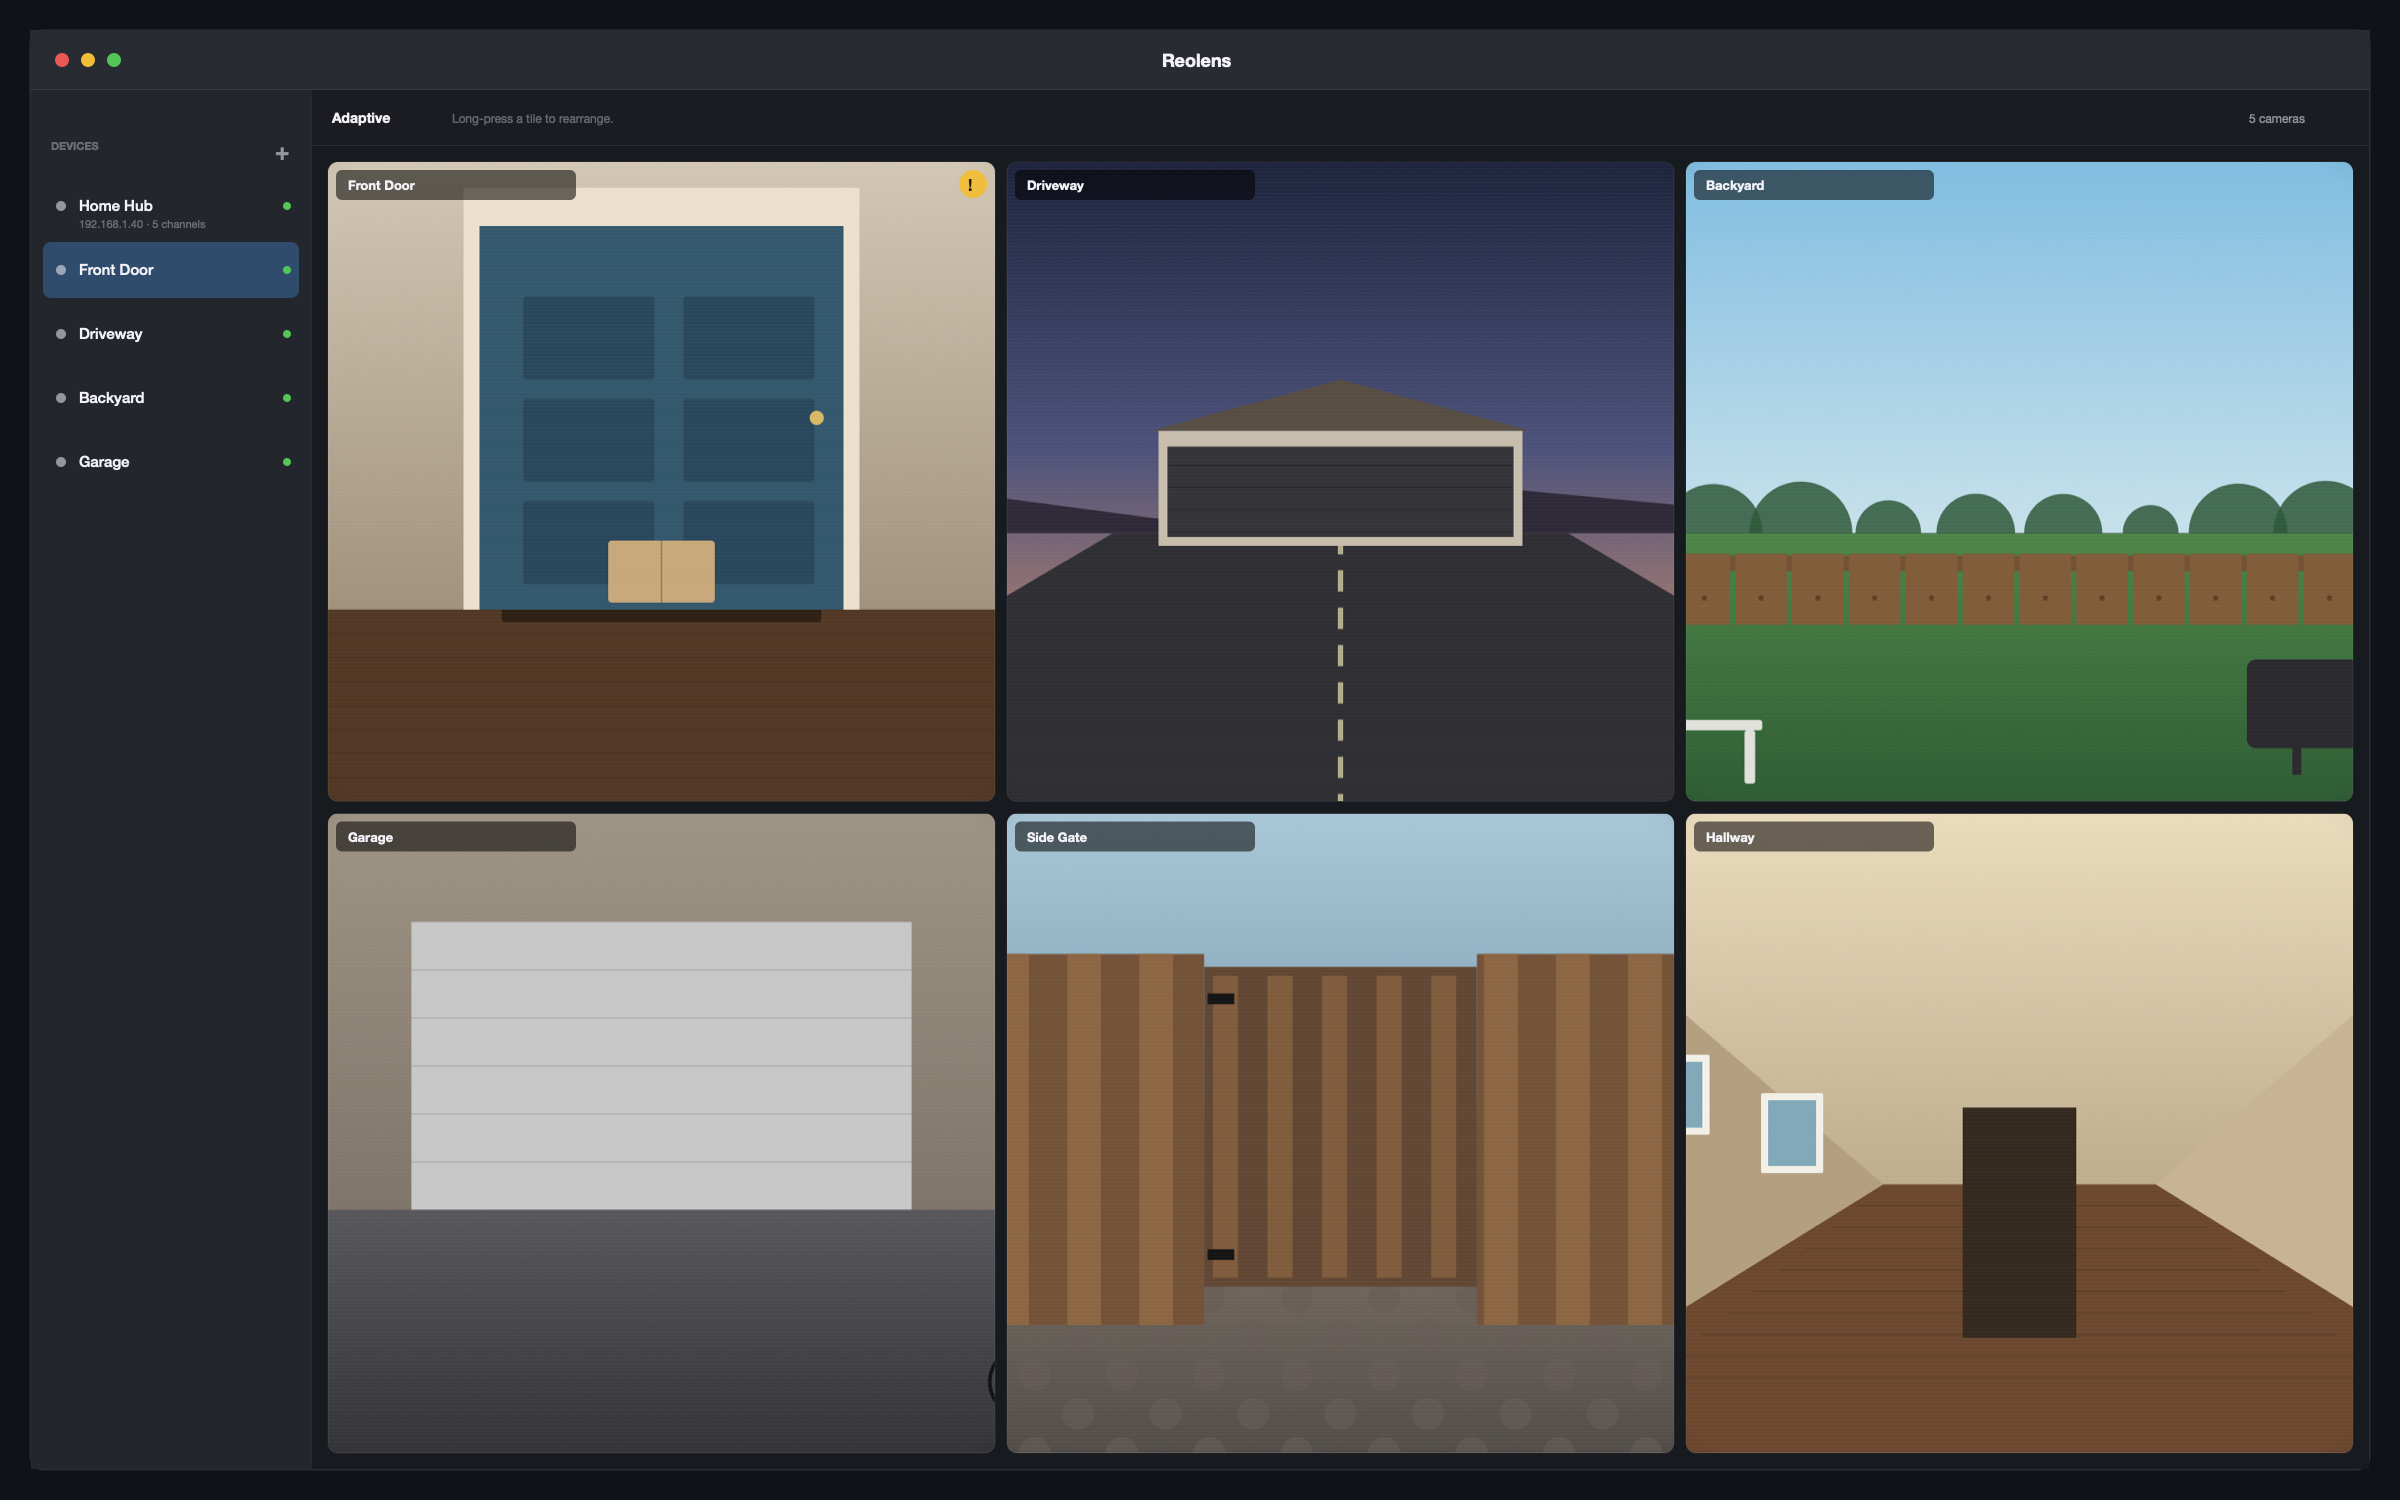 Reolens
DEVICES
+
Home Hub
192.168.1.40 · 5 channels
Front Door
Driveway
Backyard
Garage
Adaptive
Long-press a tile to rearrange.
5 cameras
Front Door
!
Driveway
Backyard
Garage
Side Gate
Hallway